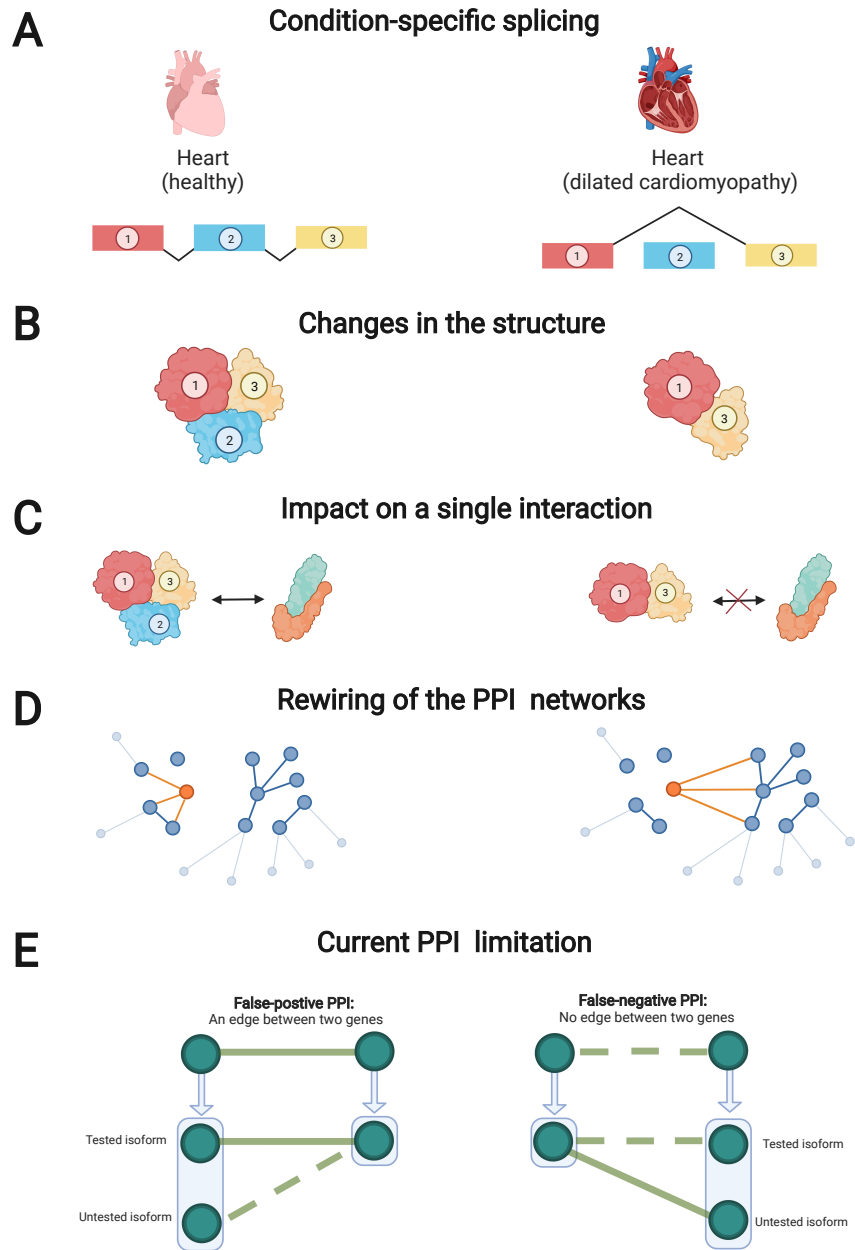 A
Condition-specific splicing
Heart
(healthy)
Heart
(dilated cardiomyopathy)
1
2
3
1
2
3
B
Changes in the structure
1
3
2
1
3
C
Impact on a single interaction
1
3
2
1
3
D
Rewiring of the PPI networks
E
Current PPI limitation
False-postive PPI:
An edge between two genes
False-negative PPI:
No edge between two genes
Tested isoform
Tested isoform
Untested isoform
Untested isoform